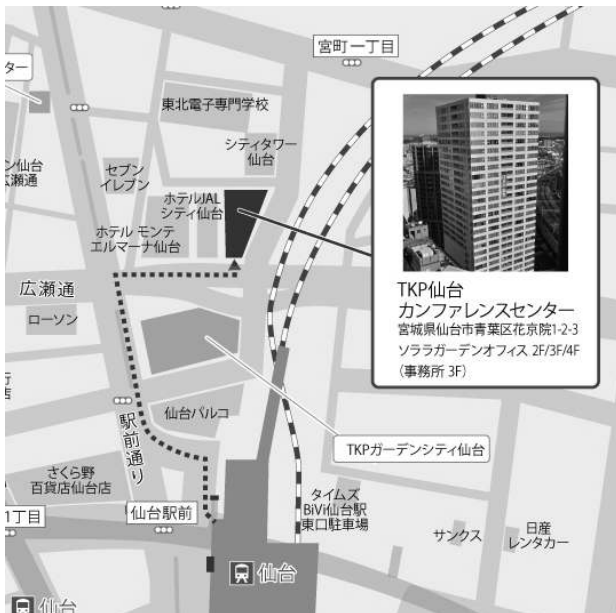 宮町一丁目
ター
東北電子専門学校
シティタワー
仙台
セブン
イレブン
ン仙台
広瀬通
ホテルJAL
シティ仙台
ホテル モンテ
エルマーナ仙台
TKP仙台
カンファレンスセンター
宮城県仙台市青葉区花京院1-2-3
ソララガーデンオフィス 2F/3F/4F
（事務所 3F）
広瀬通
ローソン
仙台パルコ
TKPガーデンシティ仙台
行
店
駅前通り
さくら野
百貨店仙台店
1丁目
仙台駅前
タイムズ
BiVi仙台駅
東口駐車場
サンクス
日産
レンタカー
仙台
仙台